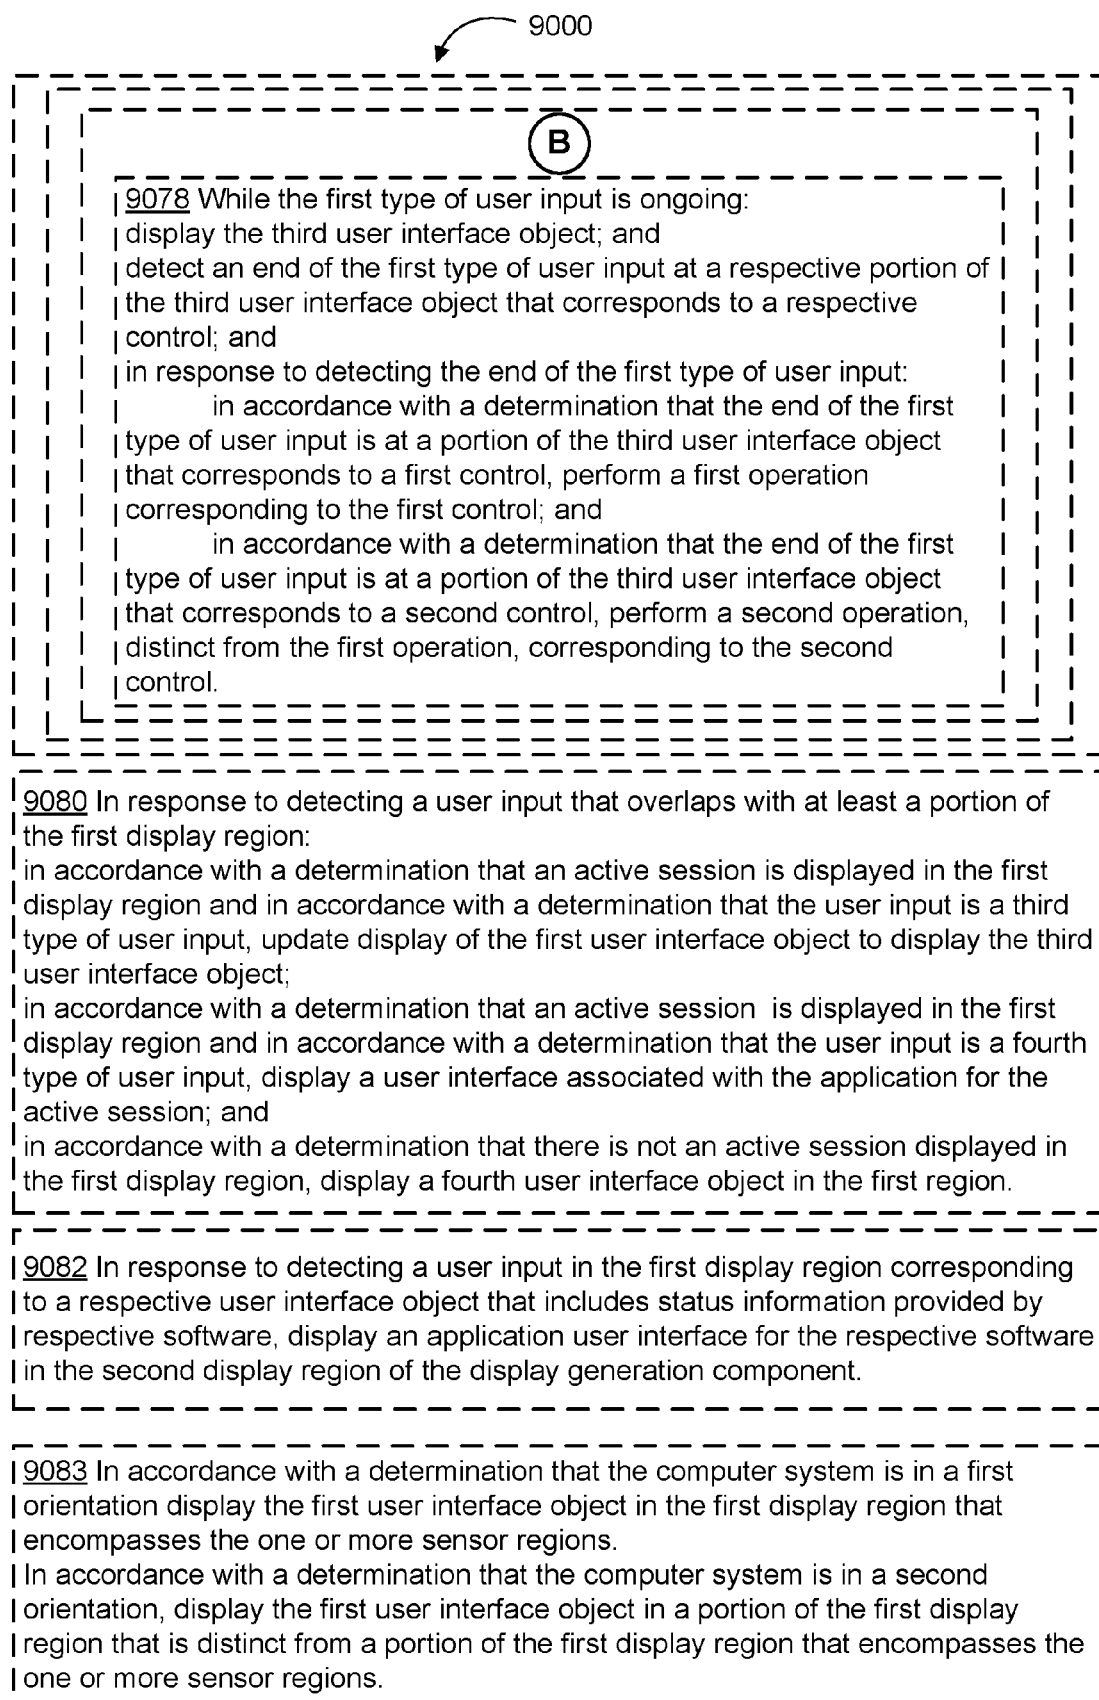 9000
B
9078 While the first type of user input is ongoing:
display the third user interface object; and
detect an end of the first type of user input at a respective portion of
the third user interface object that corresponds to a respective
control; and
in response to detecting the end of the first type of user input:
in accordance with a determination that the end of the first
type of user input is at a portion of the third user interface object
that corresponds to a first control, perform a first operation
corresponding to the first control; and
in accordance with a determination that the end of the first
type of user input is at a portion of the third user interface object
that corresponds to a second control, perform a second operation,
distinct from the first operation, corresponding to the second
control.
9080 In response to detecting a user input that overlaps with at least a portion of
the first display region:
in accordance with a determination that an active session is displayed in the first
display region and in accordance with a determination that the user input is a third
type of user input, update display of the first user interface object to display the third
user interface object;
in accordance with a determination that an active session  is displayed in the first
display region and in accordance with a determination that the user input is a fourth
type of user input, display a user interface associated with the application for the
active session; and
in accordance with a determination that there is not an active session displayed in
the first display region, display a fourth user interface object in the first region.
9082 In response to detecting a user input in the first display region corresponding
to a respective user interface object that includes status information provided by
respective software, display an application user interface for the respective software
in the second display region of the display generation component.
9083 In accordance with a determination that the computer system is in a first
orientation display the first user interface object in the first display region that
encompasses the one or more sensor regions.
In accordance with a determination that the computer system is in a second
orientation, display the first user interface object in a portion of the first display
region that is distinct from a portion of the first display region that encompasses the
one or more sensor regions.